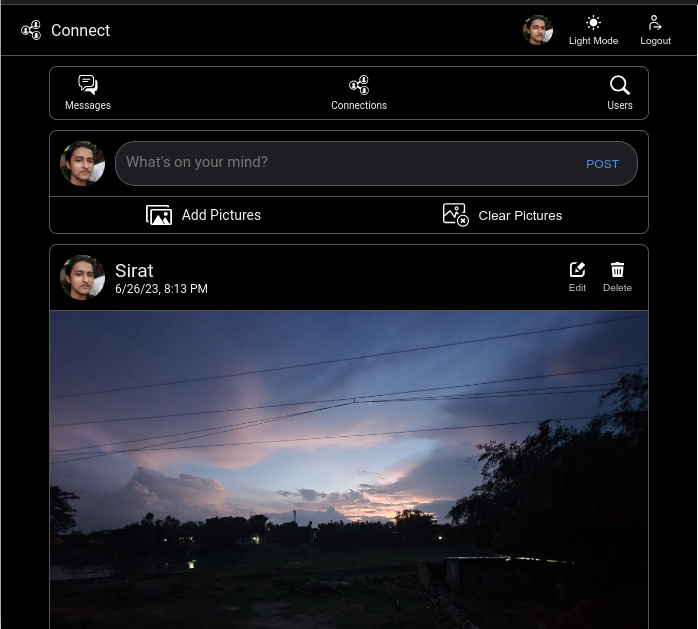 Connect
Light Mode
Logout
Messages
Connections
Users
What's on your mind?
POST
Add Pictures
Clear Pictures
Sirat
6/26/23, 8:13 PM
Edit
Delete